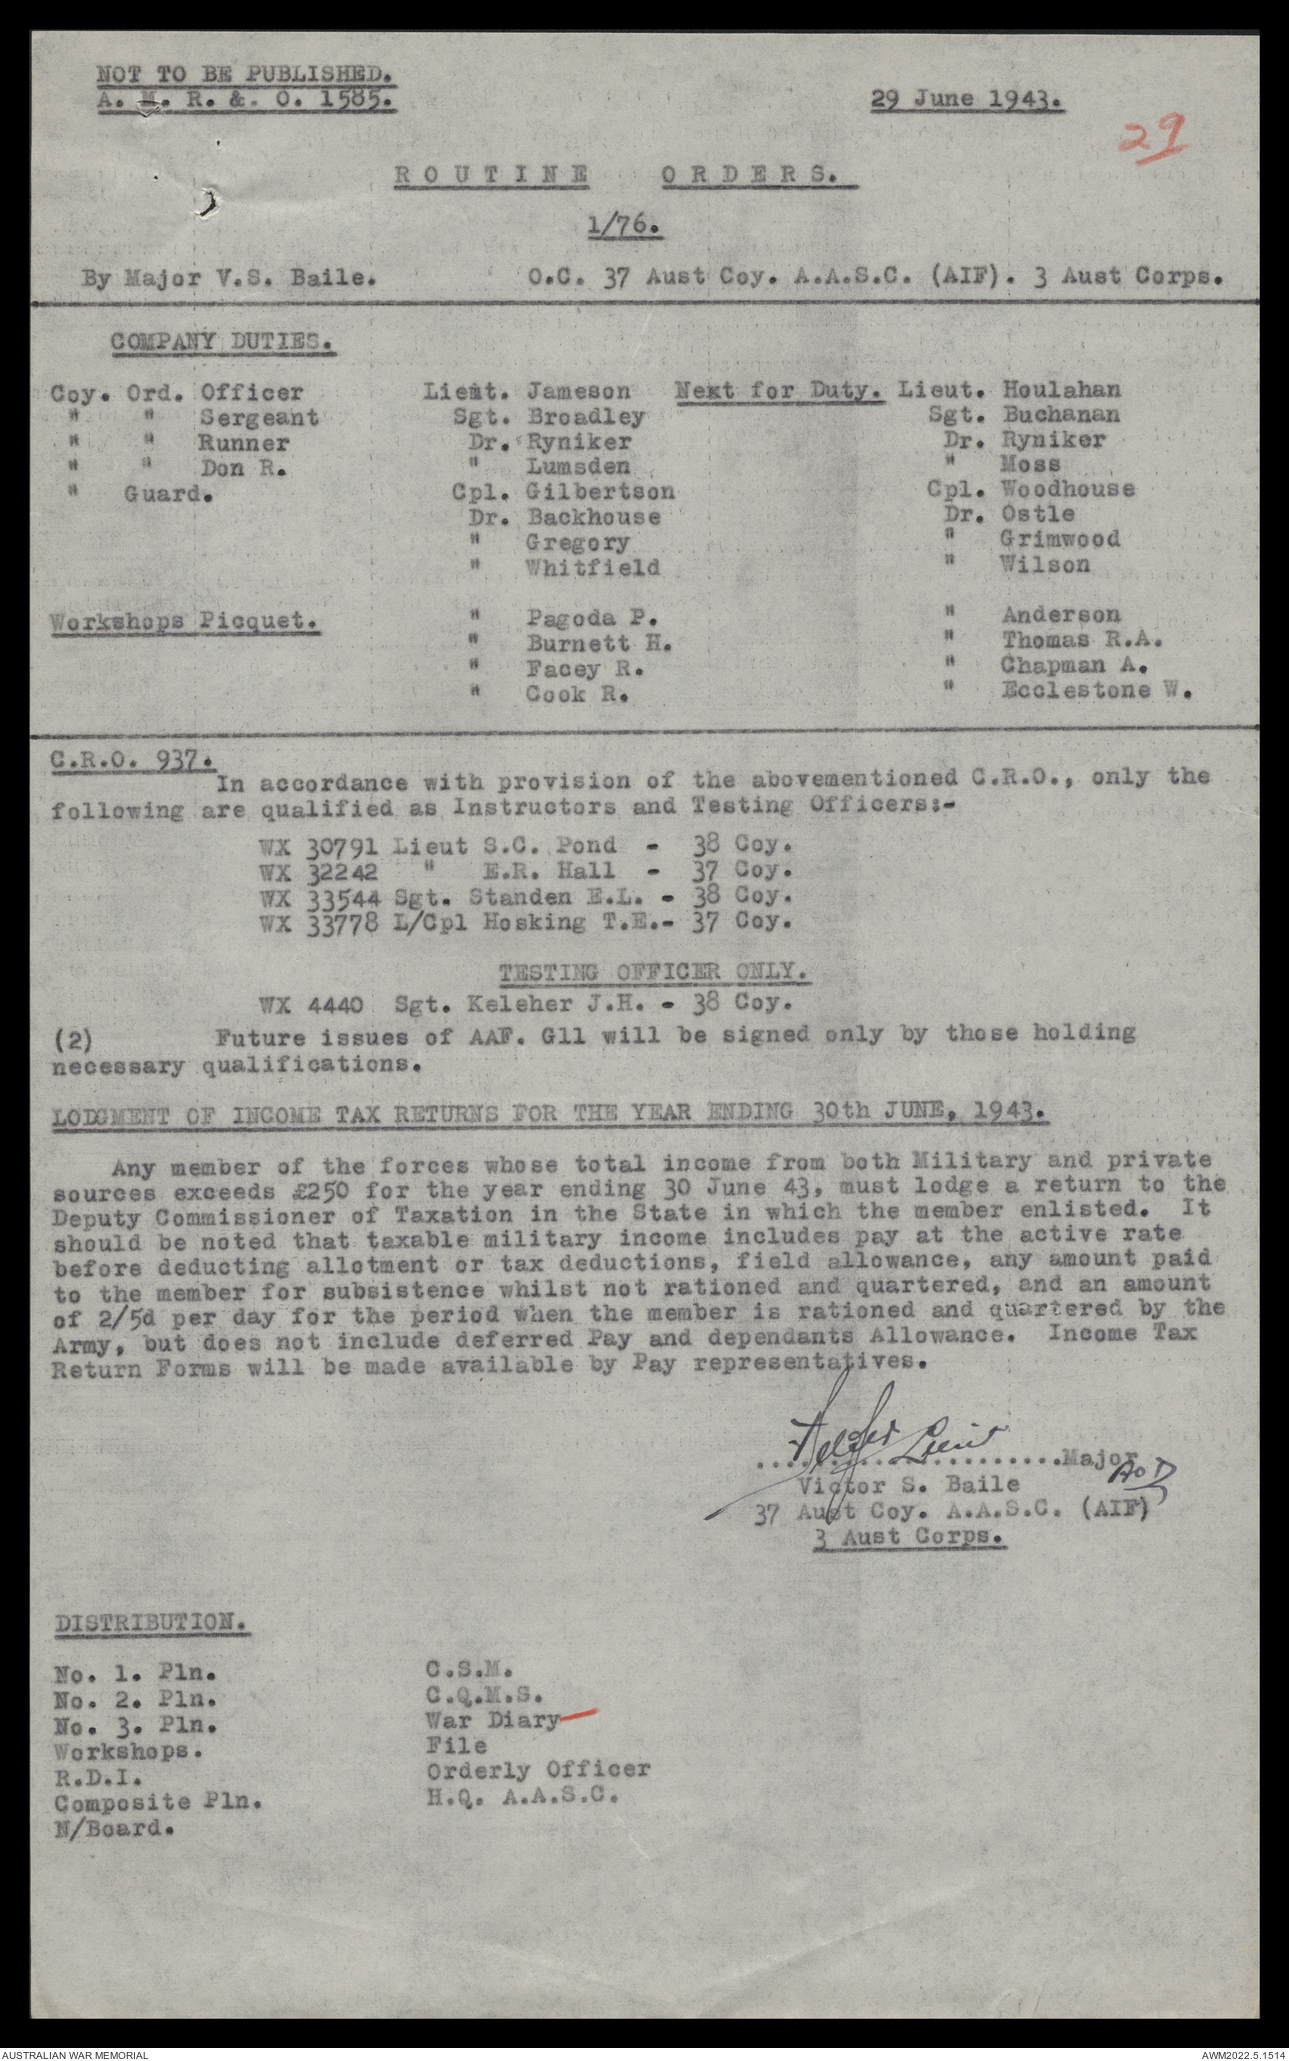 NOT TO BE PUBLISHED.
A. M. R. &. O. 1585.
29 June 1943.
29
ROUTINE ORDERS.
1/76.
By Major V.S. Baile. O.C. 37 Aust Coy. A.A.S.C. (AIF). 3 Aust Corps.
COMPANY DUTIES.
Coy. Ord. Officer Lieut. Jameson Next for Duty. Lieut. Houlahan
" " Sergeant Sgt. Broadley Sgt. Buchanan
" " Runner Dr. Ryniker Dr. Ryniker
" " Don R. " Lumsden " Moss
" Guard. Cpl. Gilbertson Cpl. Woodhouse
Dr. Backhouse Dr. Ostle
" Gregory " Grimwood
" Whitfield " Wilson
Workshops Picquet. " Pagoda P. " Anderson
" Burnett H. " Thomas R.A.
" Facey R. " Chapman A.
" Cook R. " Ecclestone W.
C.R.O. 937.
In accordance with provision of the abovementioned C.R.O., only the
following are qualified as Instructors and Testing Officers:-
WX 30791 Lieut S.C. Pond - 38 Coy.
WX 32242 " E.R. Hall - 37 Coy.
WX 33544 Sgt. Standen E.L. - 38 Coy.
WX 33778 L/Cpl Hosking T.E.- 37 Coy.
TESTING OFFICER ONLY.
WX 4440 Sgt. Keleher J.H. - 38 Coy.
(2) Future issues of AAF. G11 will be signed only by those holding
necessary qualifications.
LODGMENT OF INCOME TAX RETURNS FOR THE YEAR ENDING 30th JUNE, 1943.
Any member of the forces whose total income from both Military and private
sources exceeds £250 for the year ending 30 June 43, must lodge a return to the
Deputy Commissioner of Taxation in the State in which the member enlisted. It
should be noted that taxable military income includes pay at the active rate
before deducting allotment or tax deductions, field allowance, any amount paid
to the member for subsistence whilst not rationed and quartered, and an amount
of 2/5d per day for the period when the member is rationed and quartered by the
Army, but does not include deferred Pay and dependants Allowance. Income Tax
Return Forms will be made available by Pay representatives.
Lieut
......................Major
Victor S. Baile
37 Aust Coy. A.A.S.C. (AIF)
3 Aust Corps.
DISTRIBUTION.
No. 1. Pln. C.S.M.
No. 2. Pln. C.Q.M.S.
No. 3. Pln. War Diary
Workshops. File
R.D.I. Orderly Officer
Composite Pln. H.Q. A.A.S.C.
N/Board.
AUSTRALIAN WAR MEMORIAL AWM2022.5.1514